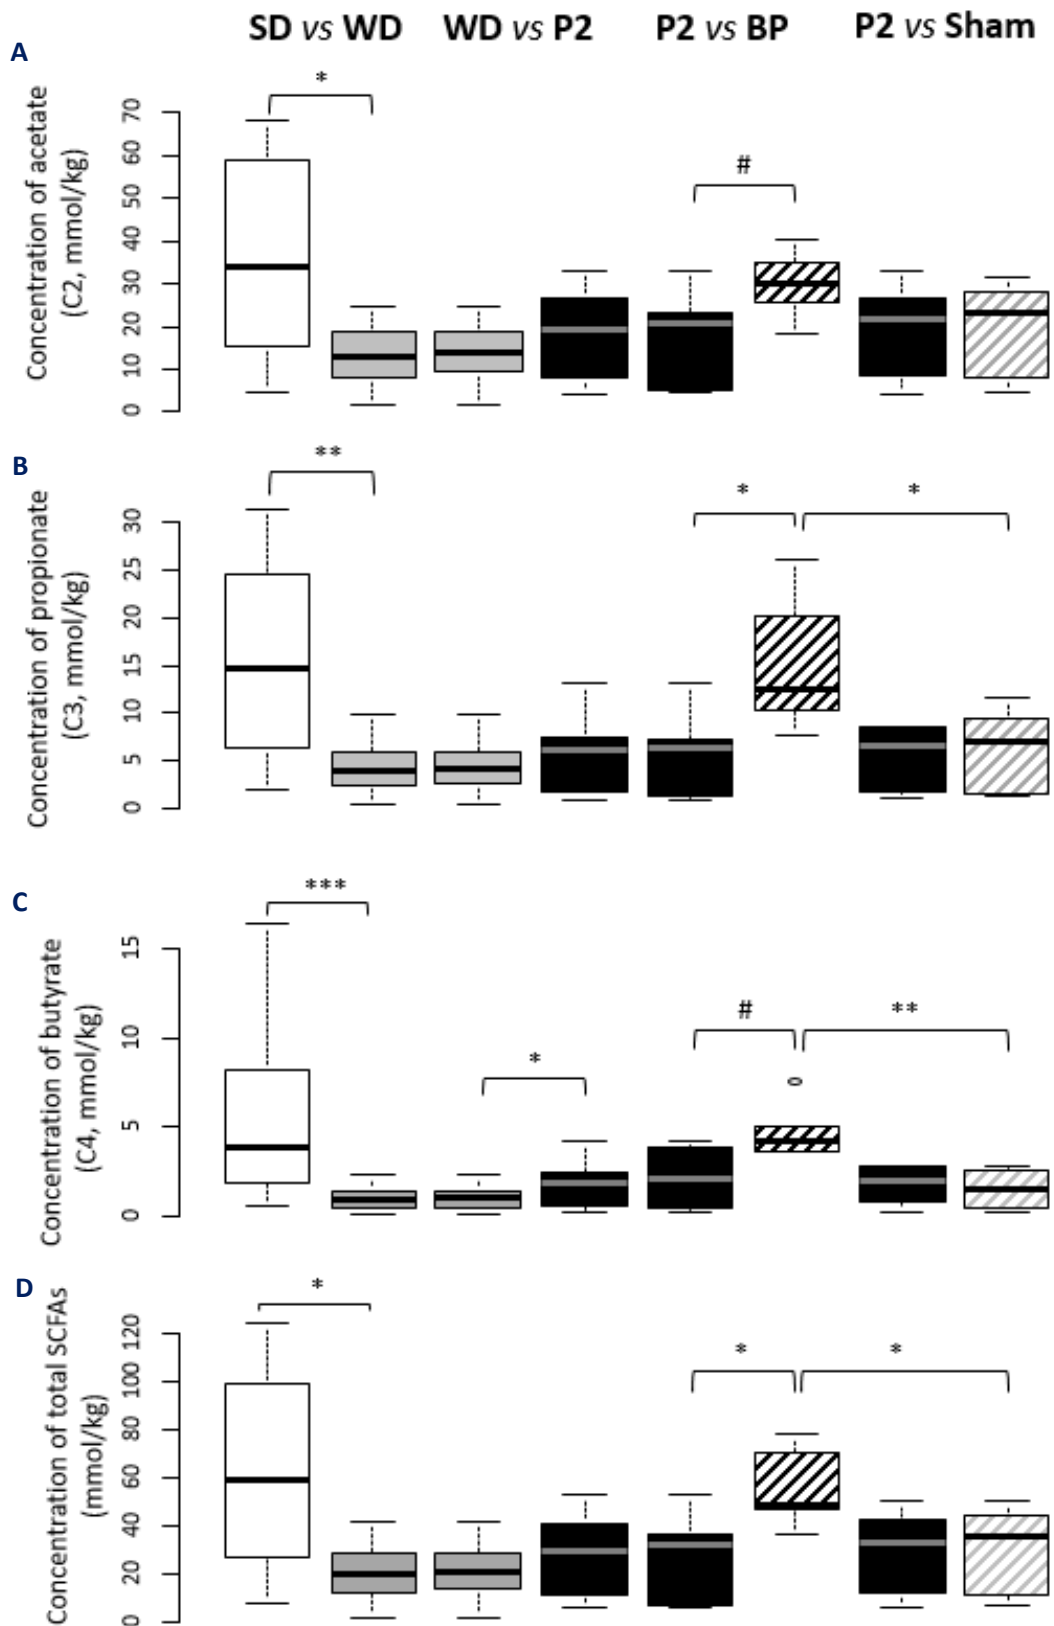 SD vs WD WD vs P2 P2 vs BP P2 vs Sham
A
Concentration of acetate
(C2, mmol/kg)
70
60
50
40
30
20
10
0
*
#
B
Concentration of propionate
(C3, mmol/kg)
30
25
20
15
10
5
0
**
*
*
C
Concentration of butyrate
(C4, mmol/kg)
15
10
5
0
***
*
#
**
D
Concentration of total SCFAs
(mmol/kg)
120
100
80
60
40
20
0
*
*
*